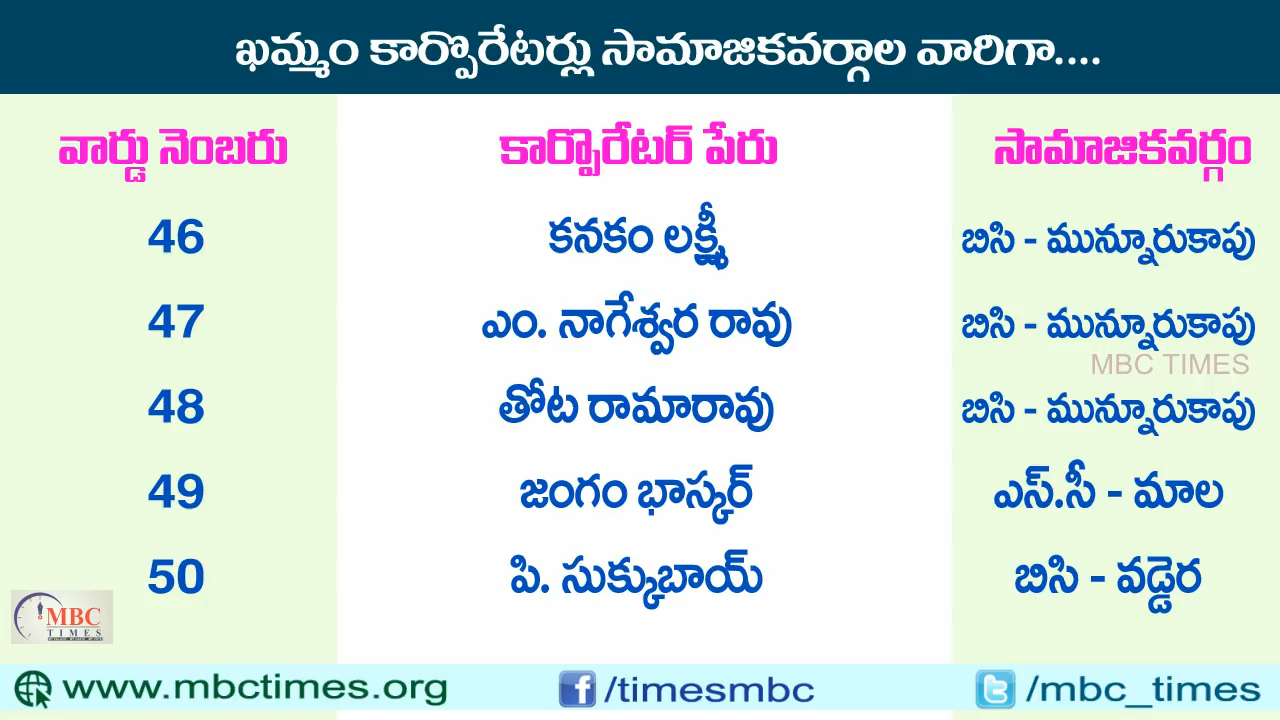 ఖమ్మం కార్పొరేటర్లు సామాజికవర్గాల వారిగా....
వార్డు నెంబరు కార్పొరేటర్ పేరు సామాజికవర్గం
46 కనకం లక్ష్మీ బిసి - మున్నూరుకాపు
47 ఎం. నాగేశ్వర రావు బిసి - మున్నూరుకాపు
MBC TIMES
48 తోట రామారావు బిసి - మున్నూరుకాపు
49 జంగం భాస్కర్ ఎస్.సీ - మాల
50 పి. సుక్కుబాయ్ బిసి - వడ్డెర
MBC
TIMES
www.mbctimes.org /timesmbc /mbc_times